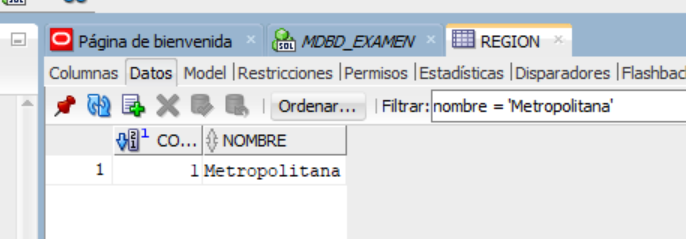 Página de bienvenida MDBD_EXAMEN REGION
Columnas Datos Model Restricciones Permisos Estadísticas Disparadores Flashbac
Ordenar... Filtrar: nombre = 'Metropolitana'
1 CO... NOMBRE
1 1 Metropolitana